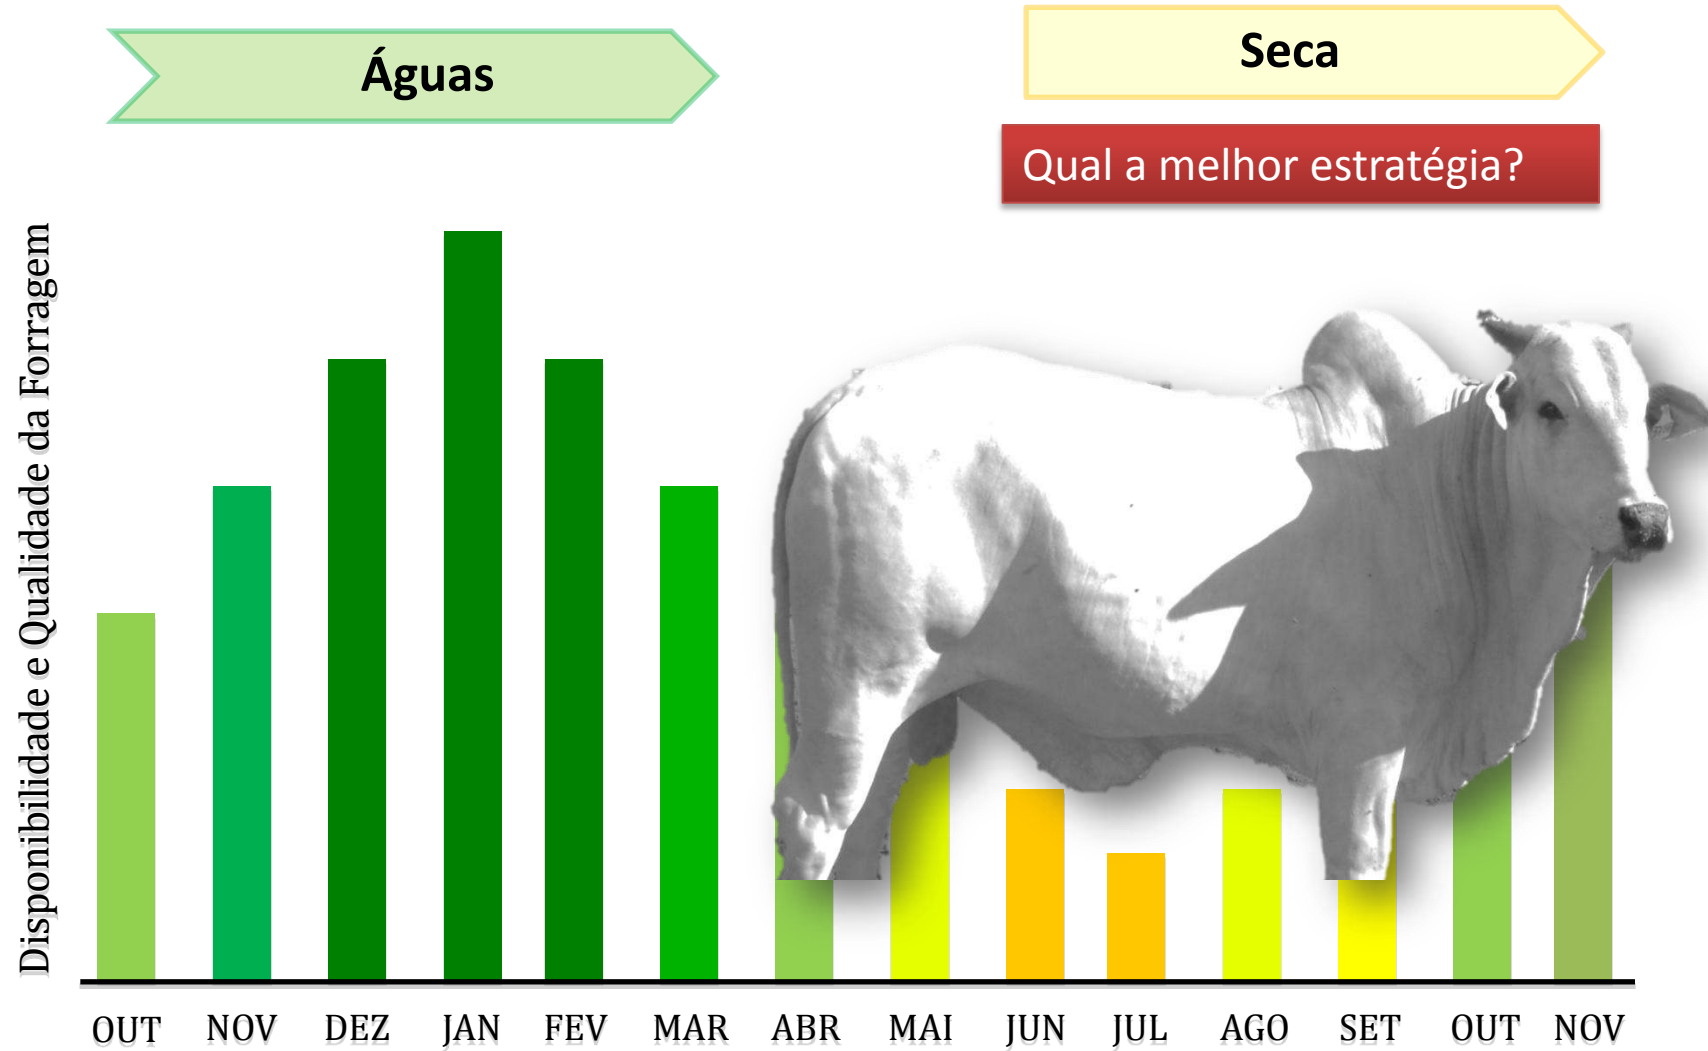 Águas
Seca
Qual a melhor estratégia?
Disponibilidade e Qualidade da Forragem
OUT NOV DEZ JAN FEV MAR ABR MAI JUN JUL AGO SET OUT NOV